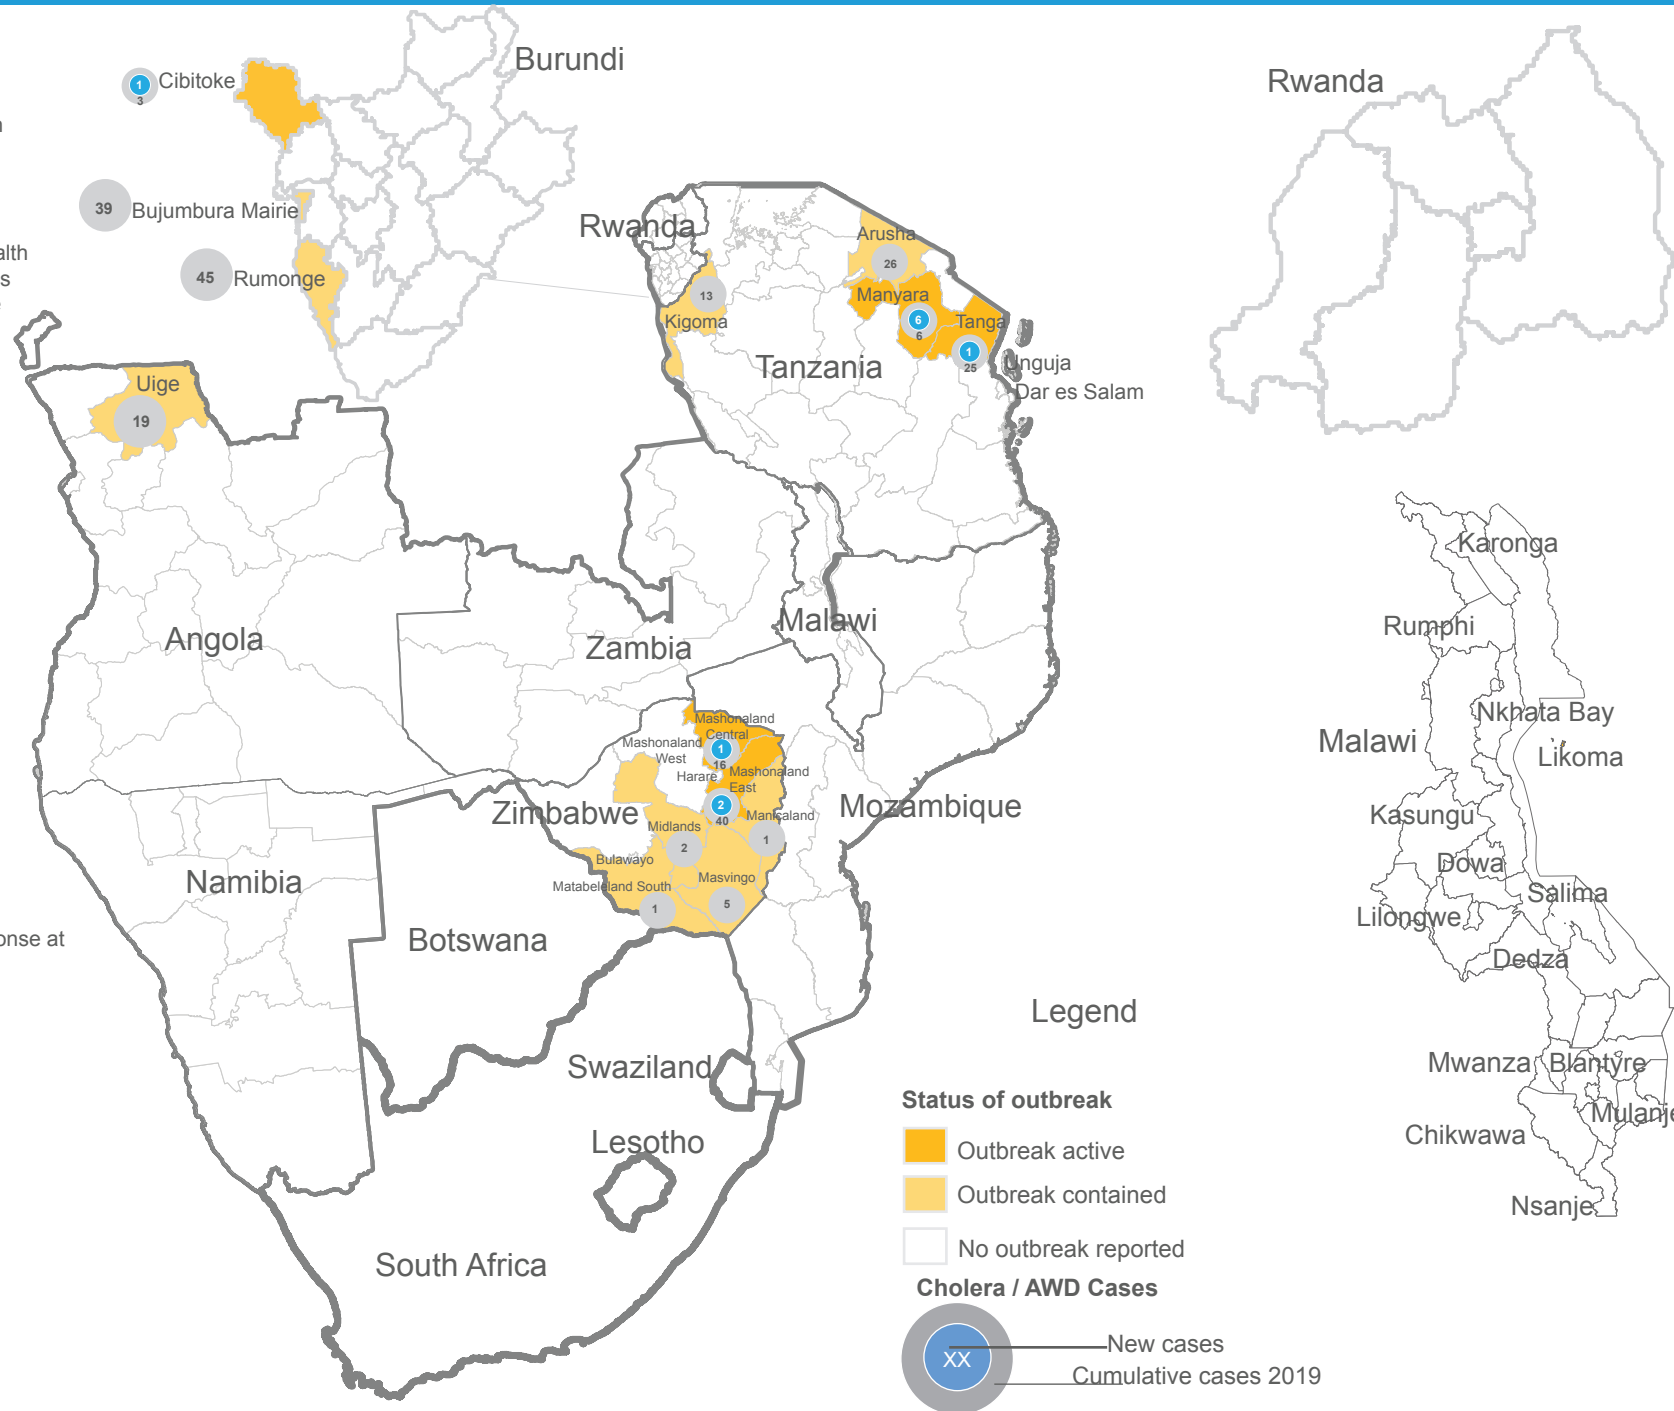 Burundi
1
3
Cibitoke
39
Bujumbura Mairie
45
Rumonge
alth
s
Rwanda
Rwanda
Arusha
26
13
Kigoma
Manyara
6
6
Tanga
1
25
Unguja
Dar es Salam
Tanzania
Uige
19
Angola
Zambia
Malawi
Mashonaland
Central
1
16
Mashonaland
West
Harare
Mashonaland
East
2
40
Zimbabwe
Midlands
2
Manicaland
1
Bulawayo
Matabeleland South
1
Masvingo
5
Mozambique
Namibia
Botswana
onse at
Swaziland
Lesotho
South Africa
Karonga
Rumphi
Nkhata Bay
Malawi
Likoma
Kasungu
Dowa
Salima
Lilongwe
Dedza
Mwanza
Blantyre
Mulanje
Chikwawa
Nsanje
Legend
Status of outbreak
Outbreak active
Outbreak contained
No outbreak reported
Cholera / AWD Cases
XX
New cases
Cumulative cases 2019